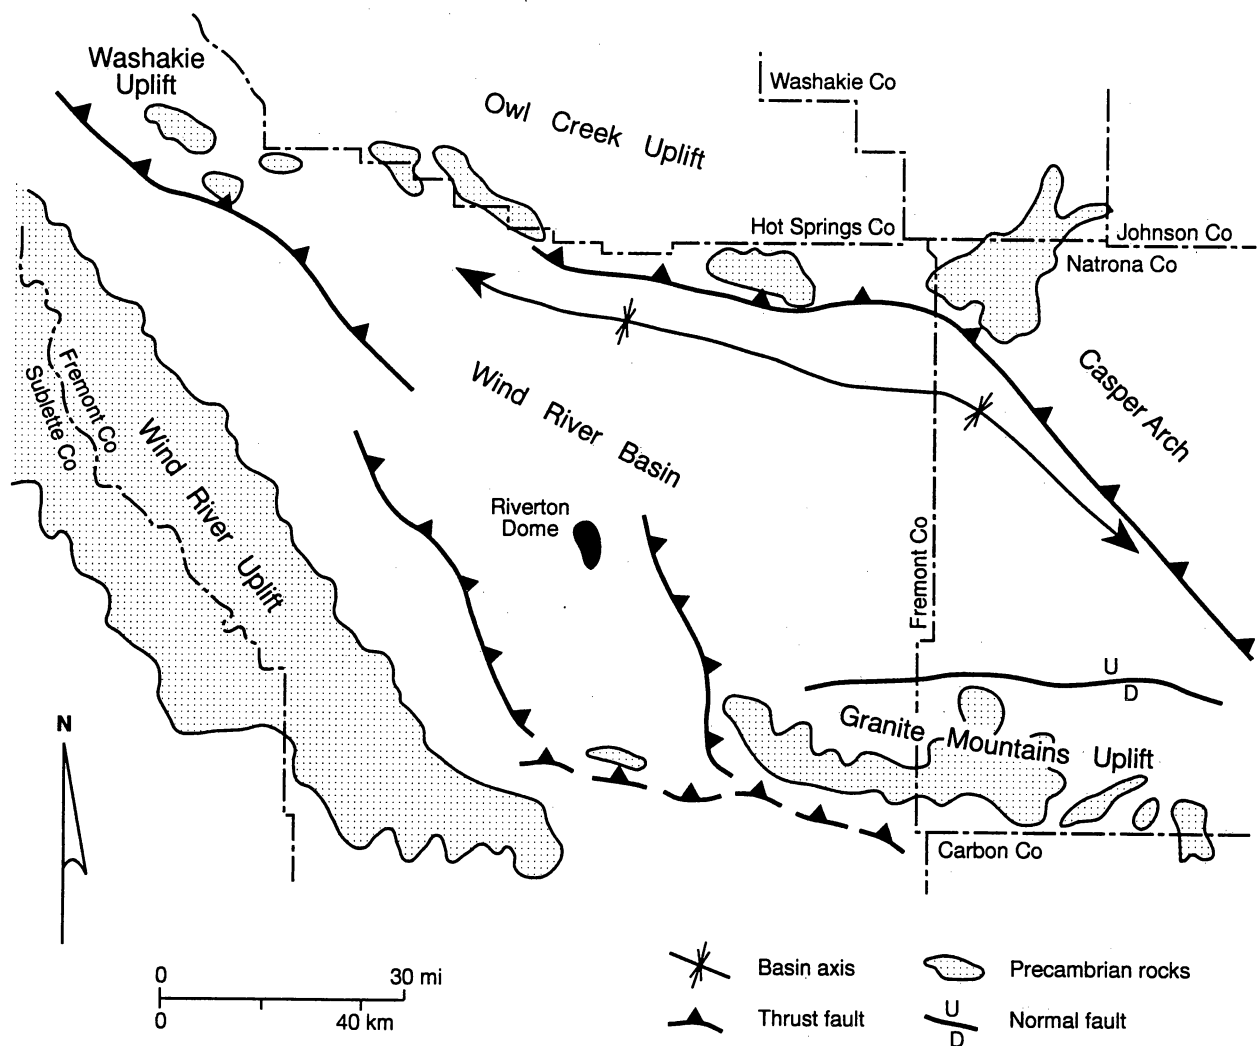 Washakie
Uplift
Owl Creek Uplift
Washakie Co
Hot Springs Co
Johnson Co
Natrona Co
Fremont Co
Sublette Co
Wind River Uplift
Wind River Basin
Casper Arch
Riverton
Dome
Fremont Co
U
D
Granite Mountains Uplift
Carbon Co
N
0 30 mi
0 40 km
Basin axis
Precambrian rocks
Thrust fault
U
D
Normal fault